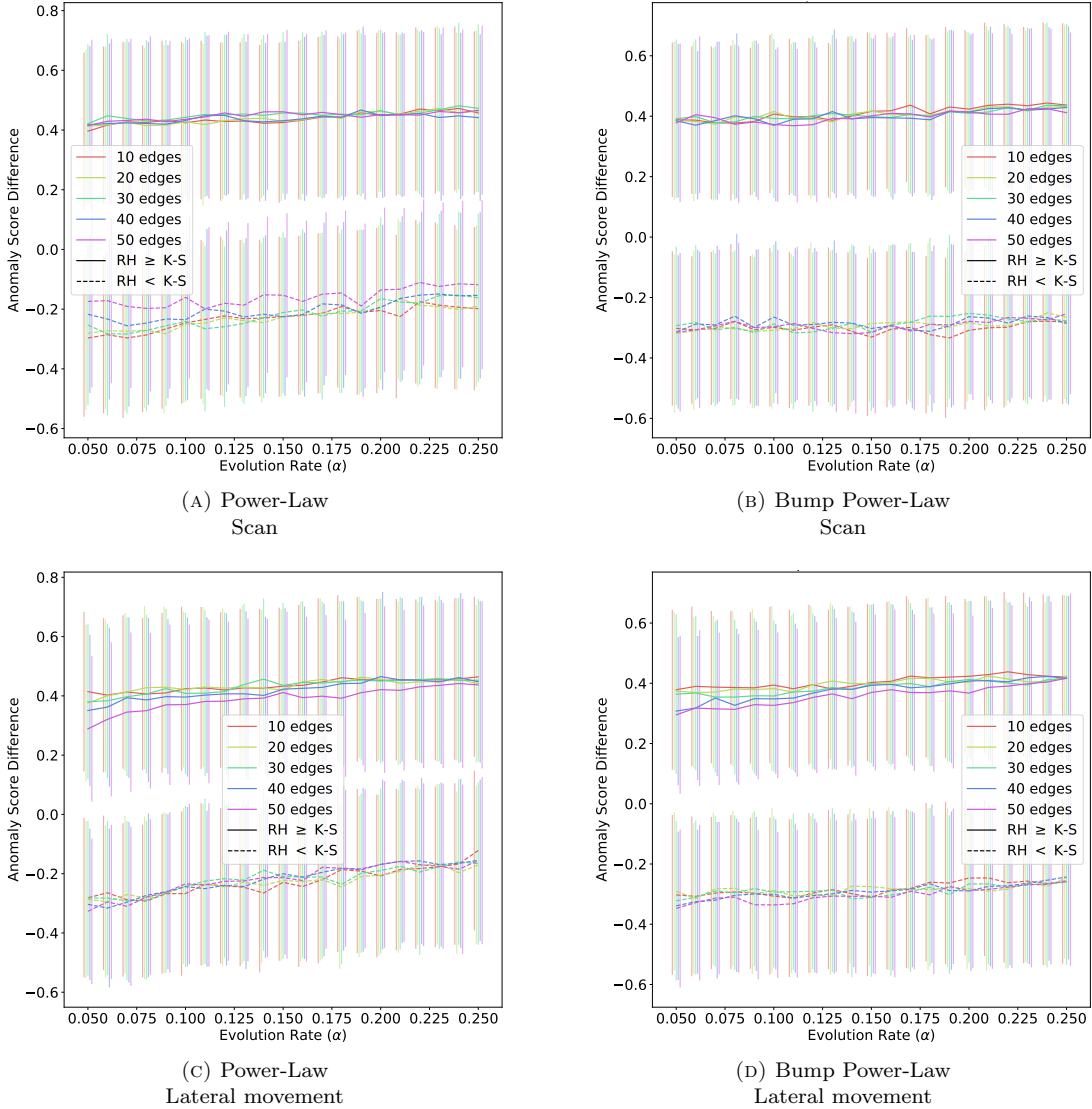 0.8
0.6
0.4
0.2
0.0
−0.2
−0.4
−0.6
Anomaly Score Difference
10 edges
20 edges
30 edges
40 edges
50 edges
RH ≥ K-S
RH < K-S
0.050 0.075 0.100 0.125 0.150 0.175 0.200 0.225 0.250
Evolution Rate (α)
(A) Power-Law
Scan
0.6
0.4
0.2
0.0
−0.2
−0.4
−0.6
Anomaly Score Difference
10 edges
20 edges
30 edges
40 edges
50 edges
RH ≥ K-S
RH < K-S
0.050 0.075 0.100 0.125 0.150 0.175 0.200 0.225 0.250
Evolution Rate (α)
(B) Bump Power-Law
Scan
0.8
0.6
0.4
0.2
0.0
−0.2
−0.4
−0.6
Anomaly Score Difference
10 edges
20 edges
30 edges
40 edges
50 edges
RH ≥ K-S
RH < K-S
0.050 0.075 0.100 0.125 0.150 0.175 0.200 0.225 0.250
Evolution Rate (α)
(C) Power-Law
Lateral movement
0.6
0.4
0.2
0.0
−0.2
−0.4
−0.6
Anomaly Score Difference
10 edges
20 edges
30 edges
40 edges
50 edges
RH ≥ K-S
RH < K-S
0.050 0.075 0.100 0.125 0.150 0.175 0.200 0.225 0.250
Evolution Rate (α)
(D) Bump Power-Law
Lateral movement